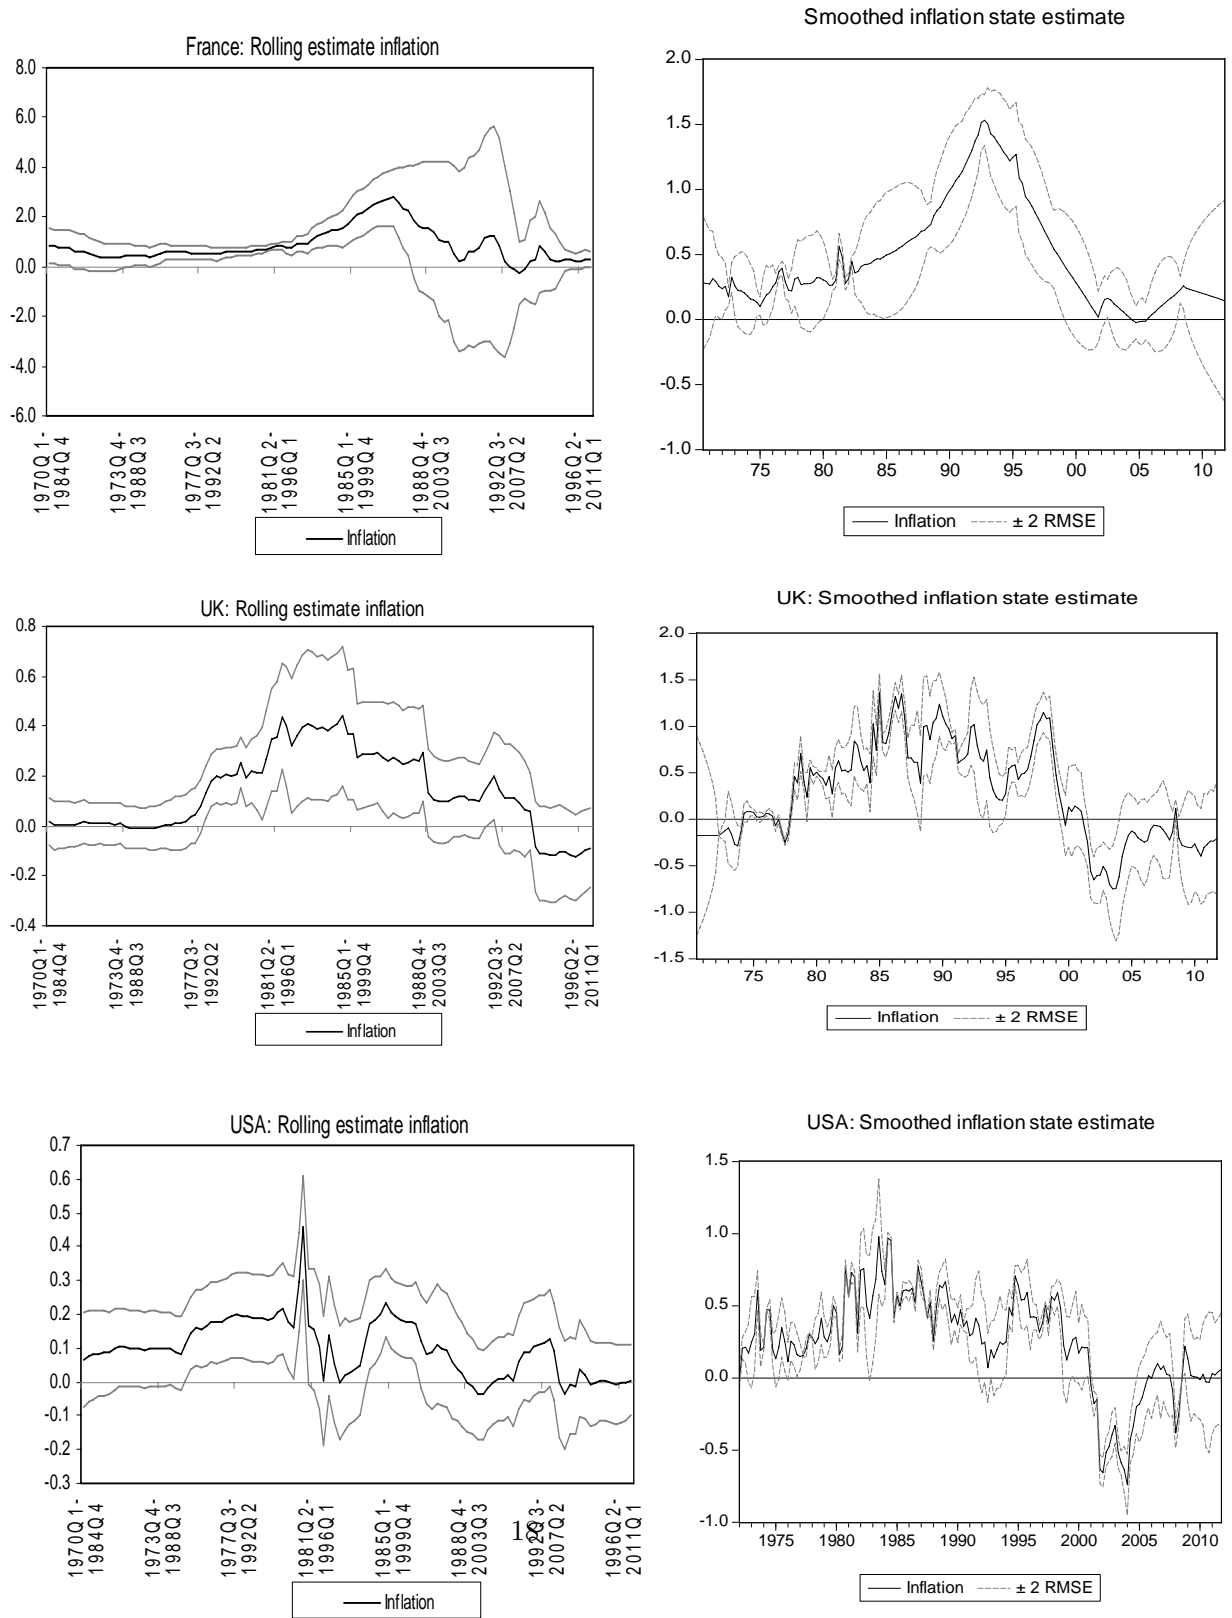 France: Rolling estimate inflation
8.0
6.0
4.0
2.0
0.0
-2.0
-4.0
-6.0
1970Q1-
1984Q4
1973Q4-
1988Q3
1977Q3-
1992Q2
1981Q2-
1996Q1
1985Q1-
1999Q4
1988Q4-
2003Q3
1992Q3-
2007Q2
1996Q2-
2011Q1
Inflation
Smoothed inflation state estimate
2.0
1.5
1.0
0.5
0.0
-0.5
-1.0
75 80 85 90 95 00 05 10
Inflation ± 2 RMSE
UK: Rolling estimate inflation
0.8
0.6
0.4
0.2
0.0
-0.2
-0.4
1970Q1-
1984Q4
1973Q4-
1988Q3
1977Q3-
1992Q2
1981Q2-
1996Q1
1985Q1-
1999Q4
1988Q4-
2003Q3
1992Q3-
2007Q2
1996Q2-
2011Q1
Inflation
UK: Smoothed inflation state estimate
2.0
1.5
1.0
0.5
0.0
-0.5
-1.0
-1.5
75 80 85 90 95 00 05 10
Inflation ± 2 RMSE
USA: Rolling estimate inflation
0.7
0.6
0.5
0.4
0.3
0.2
0.1
0.0
-0.1
-0.2
-0.3
1970Q1-
1984Q4
1973Q4-
1988Q3
1977Q3-
1992Q2
1981Q2-
1996Q1
1985Q1-
1999Q4
1988Q4-
2003Q3
1992Q3-
2007Q2
1996Q2-
2011Q1
Inflation
USA: Smoothed inflation state estimate
1.5
1.0
0.5
0.0
-0.5
-1.0
1975 1980 1985 1990 1995 2000 2005 2010
Inflation ± 2 RMSE